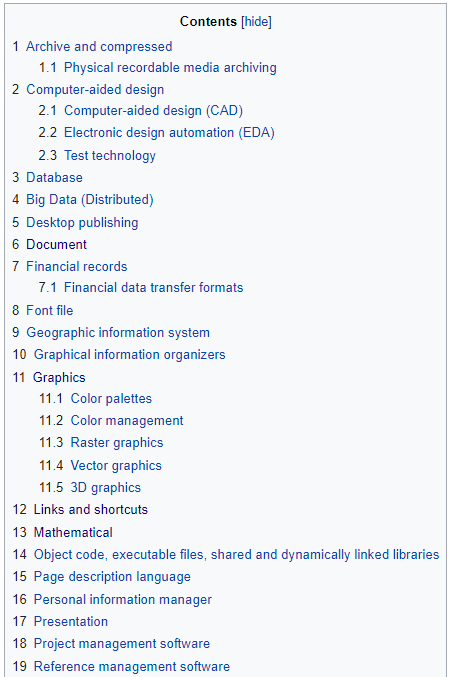 Contents [hide]
1 Archive and compressed
1.1 Physical recordable media archiving
2 Computer-aided design
2.1 Computer-aided design (CAD)
2.2 Electronic design automation (EDA)
2.3 Test technology
3 Database
4 Big Data (Distributed)
5 Desktop publishing
6 Document
7 Financial records
7.1 Financial data transfer formats
8 Font file
9 Geographic information system
10 Graphical information organizers
11 Graphics
11.1 Color palettes
11.2 Color management
11.3 Raster graphics
11.4 Vector graphics
11.5 3D graphics
12 Links and shortcuts
13 Mathematical
14 Object code, executable files, shared and dynamically linked libraries
15 Page description language
16 Personal information manager
17 Presentation
18 Project management software
19 Reference management software